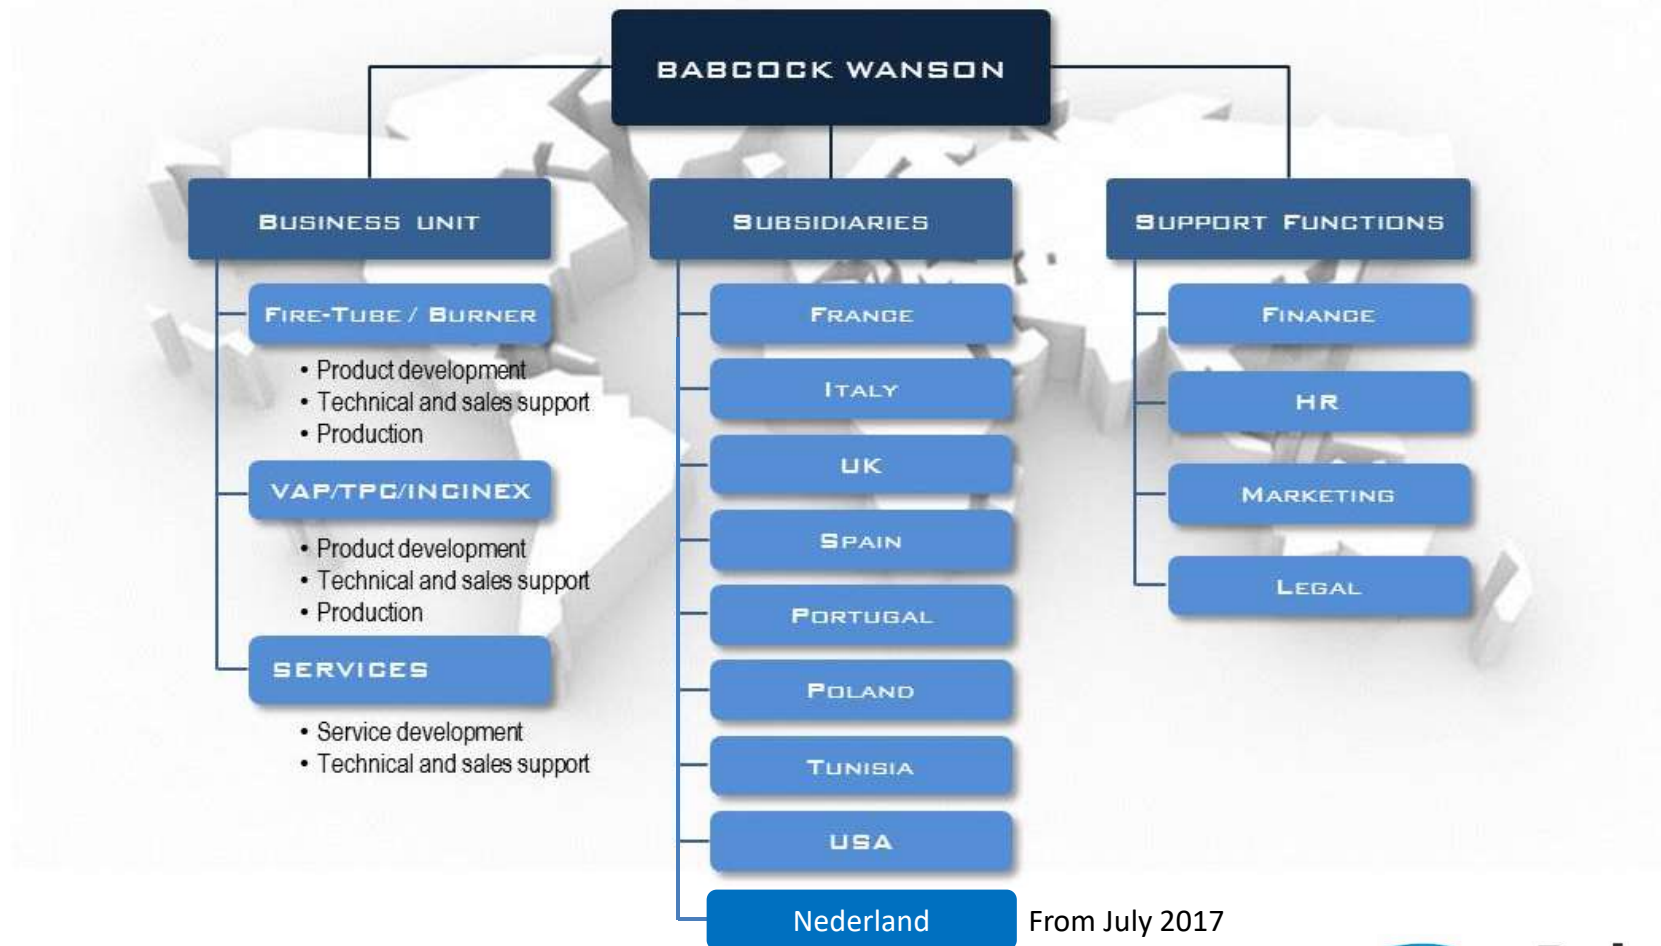 BABCOCK WANSON
BUSINESS UNIT
FIRE-TUBE / BURNER
• Product development
• Technical and sales support
• Production
VAP/TPC/INCINEX
• Product development
• Technical and sales support
• Production
SERVICES
• Service development
• Technical and sales support
SUBSIDIARIES
FRANCE
ITALY
UK
SPAIN
PORTUGAL
POLAND
TUNISIA
USA
Nederland From July 2017
SUPPORT FUNCTIONS
FINANCE
HR
MARKETING
LEGAL